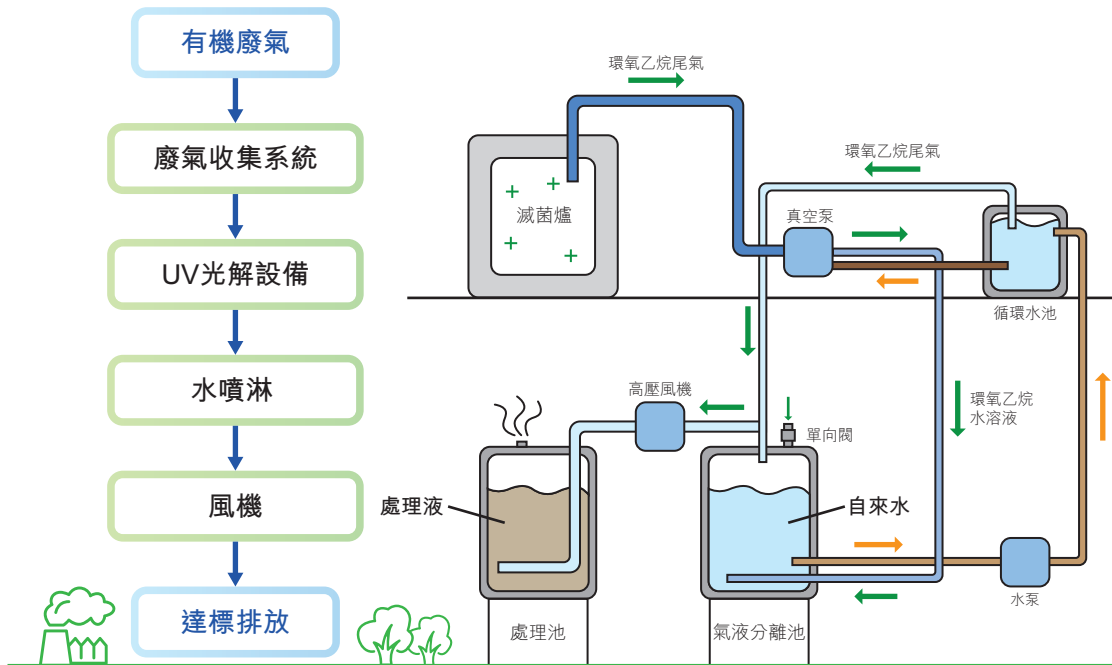 有機廢氣
廢氣收集系統
UV光解設備
水噴淋
風機
達標排放
環氧乙烷尾氣
環氧乙烷尾氣
滅菌爐
真空泵
循環水池
高壓風機
單向閥
環氧乙烷
水溶液
處理液
自來水
水泵
處理池
氣液分離池